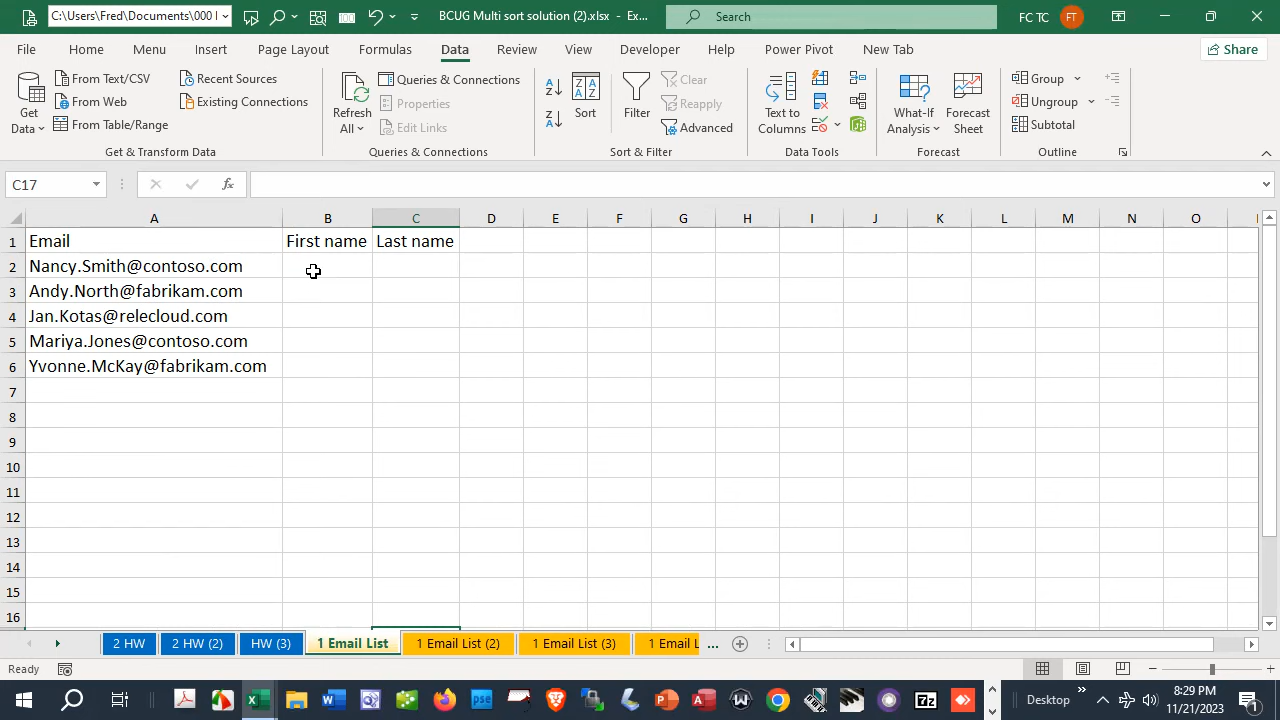 C:\Users\Fred\Documents\000 I
BCUG Multi sort solution (2).xlsx - Ex...
Search
FC TC
FT
File Home Menu Insert Page Layout Formulas Data Review View Developer Help Power Pivot New Tab
Share
Get Data
From Text/CSV
From Web
From Table/Range
Recent Sources
Existing Connections
Get & Transform Data
Refresh All
Queries & Connections
Properties
Edit Links
Queries & Connections
Sort
Filter
Clear
Reapply
Advanced
Sort & Filter
Text to Columns
Data Tools
What-If Analysis
Forecast Sheet
Forecast
Group
Ungroup
Subtotal
Outline
C17
fx
A B C D E F G H I J K L M N O
1 Email First name Last name
2 Nancy.Smith@contoso.com
3 Andy.North@fabrikam.com
4 Jan.Kotas@relecloud.com
5 Mariya.Jones@contoso.com
6 Yvonne.McKay@fabrikam.com
7
8
9
10
11
12
13
14
15
16
2 HW 2 HW (2) HW (3) 1 Email List 1 Email List (2) 1 Email List (3) 1 Email L ...
Ready
Desktop
8:29 PM
11/21/2023